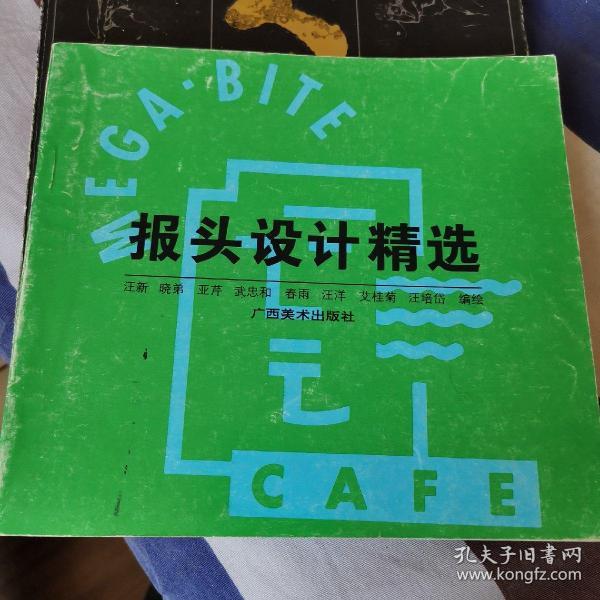 MEGA·BITE
报头设计精选
汪新 晓弟 亚芹 武忠和 春雨 汪洋 艾桂菊 汪培岱 编绘
广西美术出版社
CAFE
孔夫子旧书网
www.kongfz.com